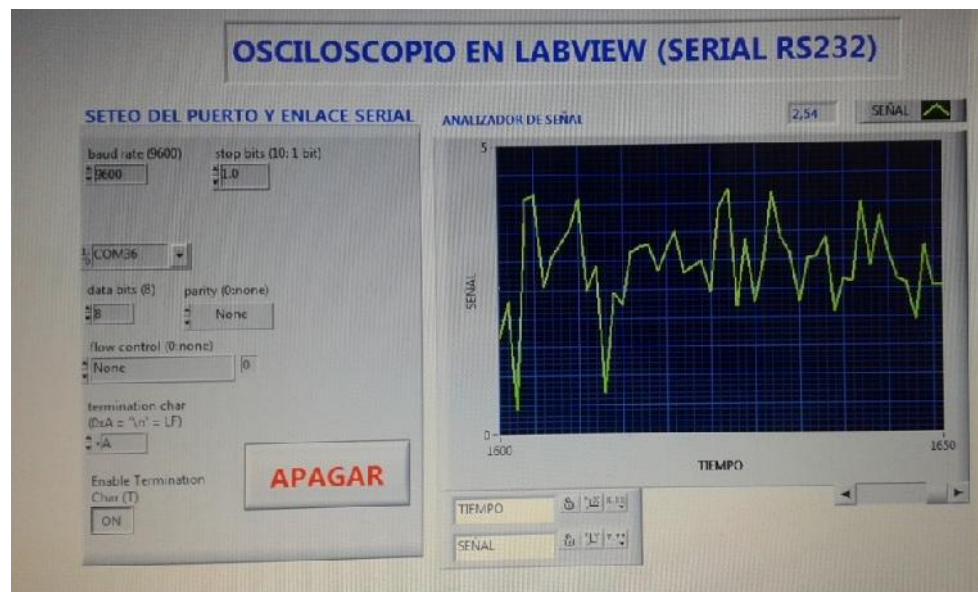 OSCILOSCOPIO EN LABVIEW (SERIAL RS232)
SETEO DEL PUERTO Y ENLACE SERIAL
baud rate (9600)
stop bits (10: 1 bit)
9600
1.0
COM36
data bits (8)
parity (0:none)
8
None
flow control (0:none)
None
0
termination char
(0xA = '\n' = LF)
A
Enable Termination
Char (T)
ON
APAGAR
ANALIZADOR DE SEÑAL
2,54
SEÑAL
5
SEÑAL
0
1600
1650
TIEMPO
TIEMPO
SEÑAL